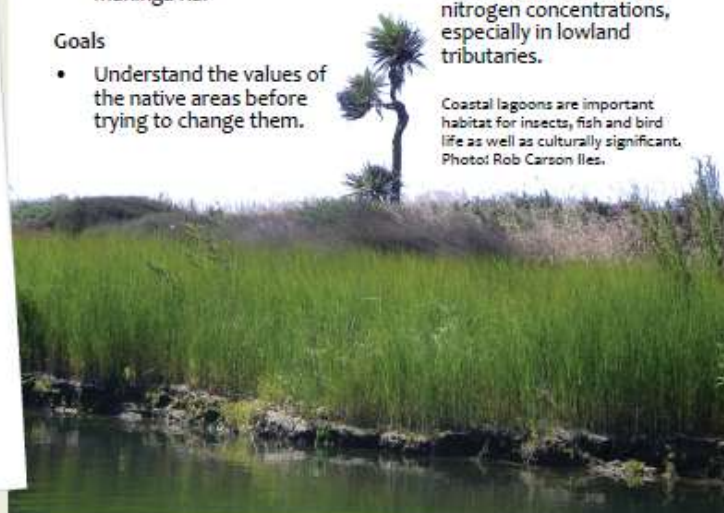 Goals
• Understand the values of
the native areas before
trying to change them.
nitrogen concentrations,
especially in lowland
tributaries.
Coastal lagoons are important
habitat for insects, fish and bird
life as well as culturally significant.
Photo: Rob Carson Iles.